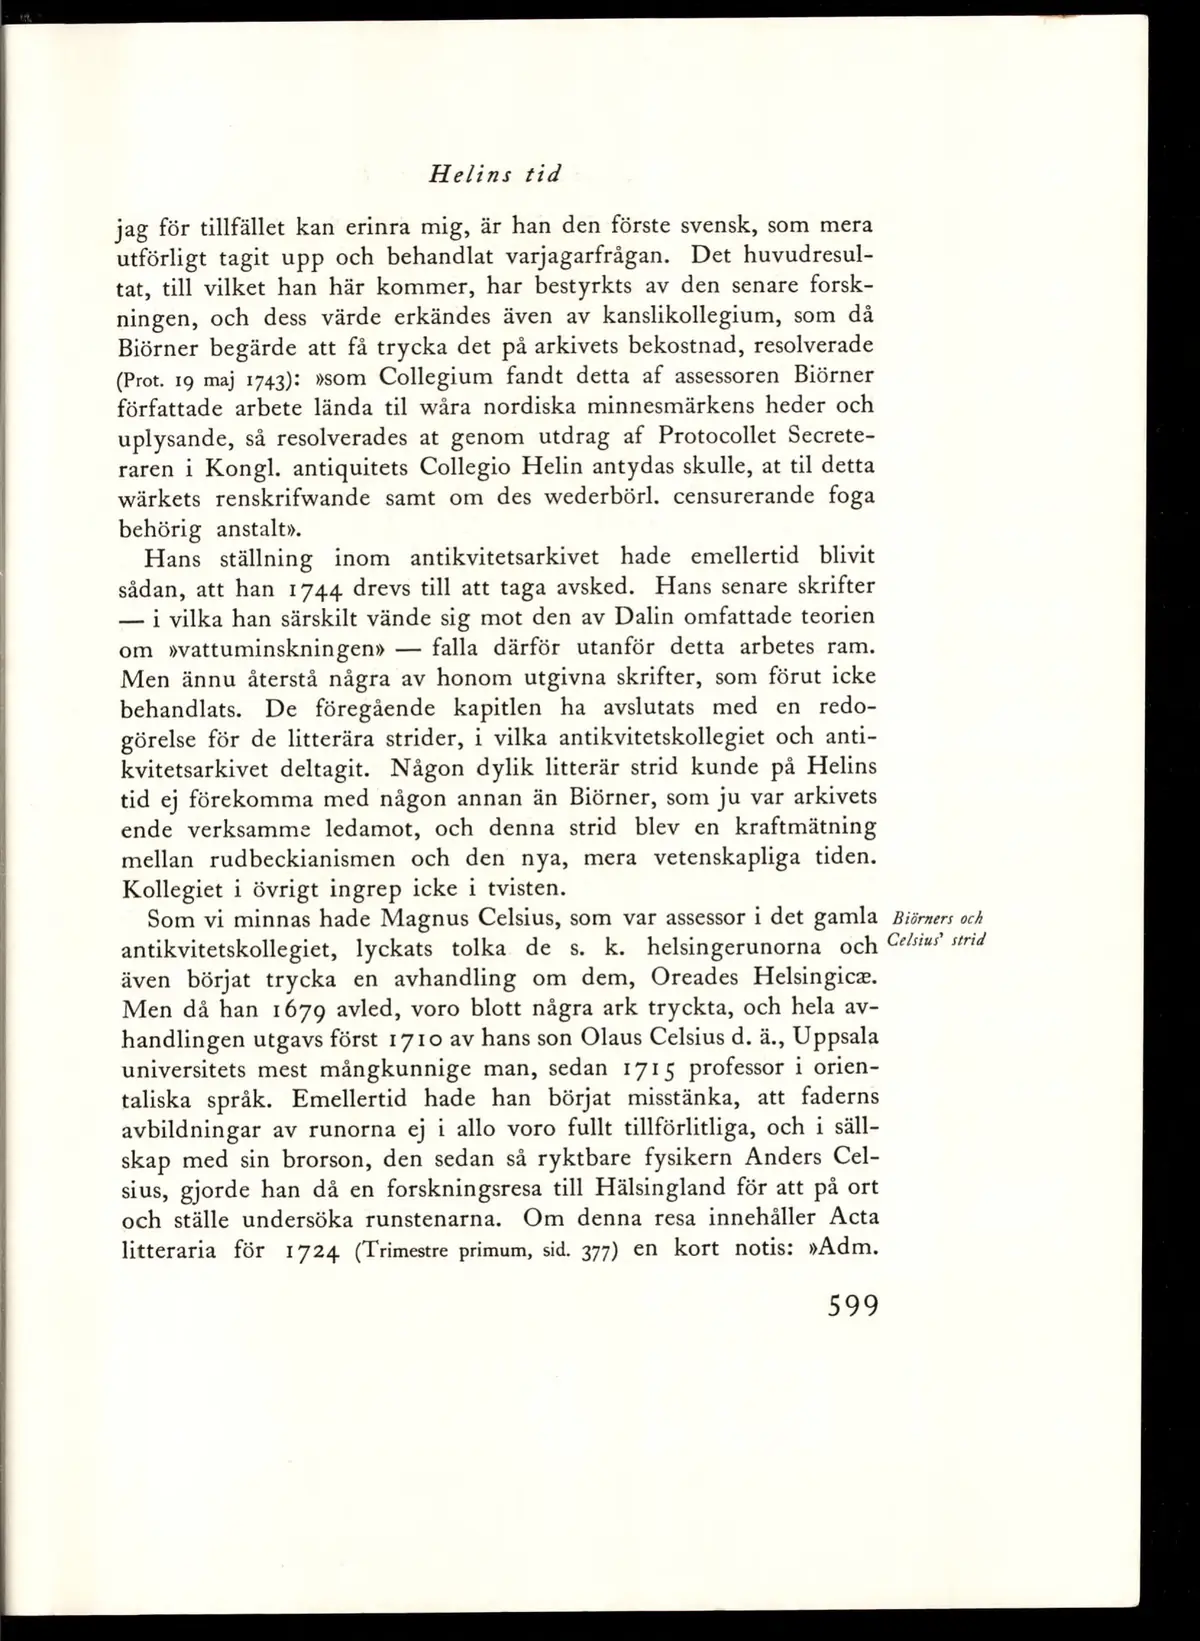 Helins tid
jag för tillfället kan erinra mig, är han den förste svensk, som mera
utförligt tagit upp och behandlat varjagarfrågan. Det huvudresul-
tat, till vilket han här kommer, har bestyrkts av den senare forsk-
ningen, och dess värde erkändes även av kanslikollegium, som då
Biörner begärde att få trycka det på arkivets bekostnad, resolverade
(Prot. 19 maj 1743): »som Collegium fandt detta af assessoren Biörner
författade arbete lända til wåra nordiska minnesmärkens heder och
uplysande, så resolverades at genom utdrag af Protocollet Secrete-
raren i Kongl. antiquitets Collegio Helin antydas skulle, at til detta
wärkets renskrifwande samt om des wederbörl. censurerande foga
behörig anstalt».
Hans ställning inom antikvitetsarkivet hade emellertid blivit
sådan, att han 1744 drevs till att taga avsked. Hans senare skrifter
— i vilka han särskilt vände sig mot den av Dalin omfattade teorien
om »vattuminskningen» — falla därför utanför detta arbetes ram.
Men ännu återstå några av honom utgivna skrifter, som förut icke
behandlats. De föregående kapitlen ha avslutats med en redo-
görelse för de litterära strider, i vilka antikvitetskollegiet och anti-
kvitetsarkivet deltagit. Någon dylik litterär strid kunde på Helins
tid ej förekomma med någon annan än Biörner, som ju var arkivets
ende verksamme ledamot, och denna strid blev en kraftmätning
mellan rudbeckianismen och den nya, mera vetenskapliga tiden.
Kollegiet i övrigt ingrep icke i tvisten.
Som vi minnas hade Magnus Celsius, som var assessor i det gamla
antikvitetskollegiet, lyckats tolka de s. k. helsingerunorna och
även börjat trycka en avhandling om dem, Oreades Helsingicæ.
Men då han 1679 avled, voro blott några ark tryckta, och hela av-
handlingen utgavs först 1710 av hans son Olaus Celsius d. ä., Uppsala
universitets mest mångkunnige man, sedan 1715 professor i orien-
taliska språk. Emellertid hade han börjat misstänka, att faderns
avbildningar av runorna ej i allo voro fullt tillförlitliga, och i säll-
skap med sin brorson, den sedan så ryktbare fysikern Anders Cel-
sius, gjorde han då en forskningsresa till Hälsingland för att på ort
och ställe undersöka runstenarna. Om denna resa innehåller Acta
litteraria för 1724 (Trimestre primum, sid. 377) en kort notis: »Adm.
Biörners och
Celsius' strid
599